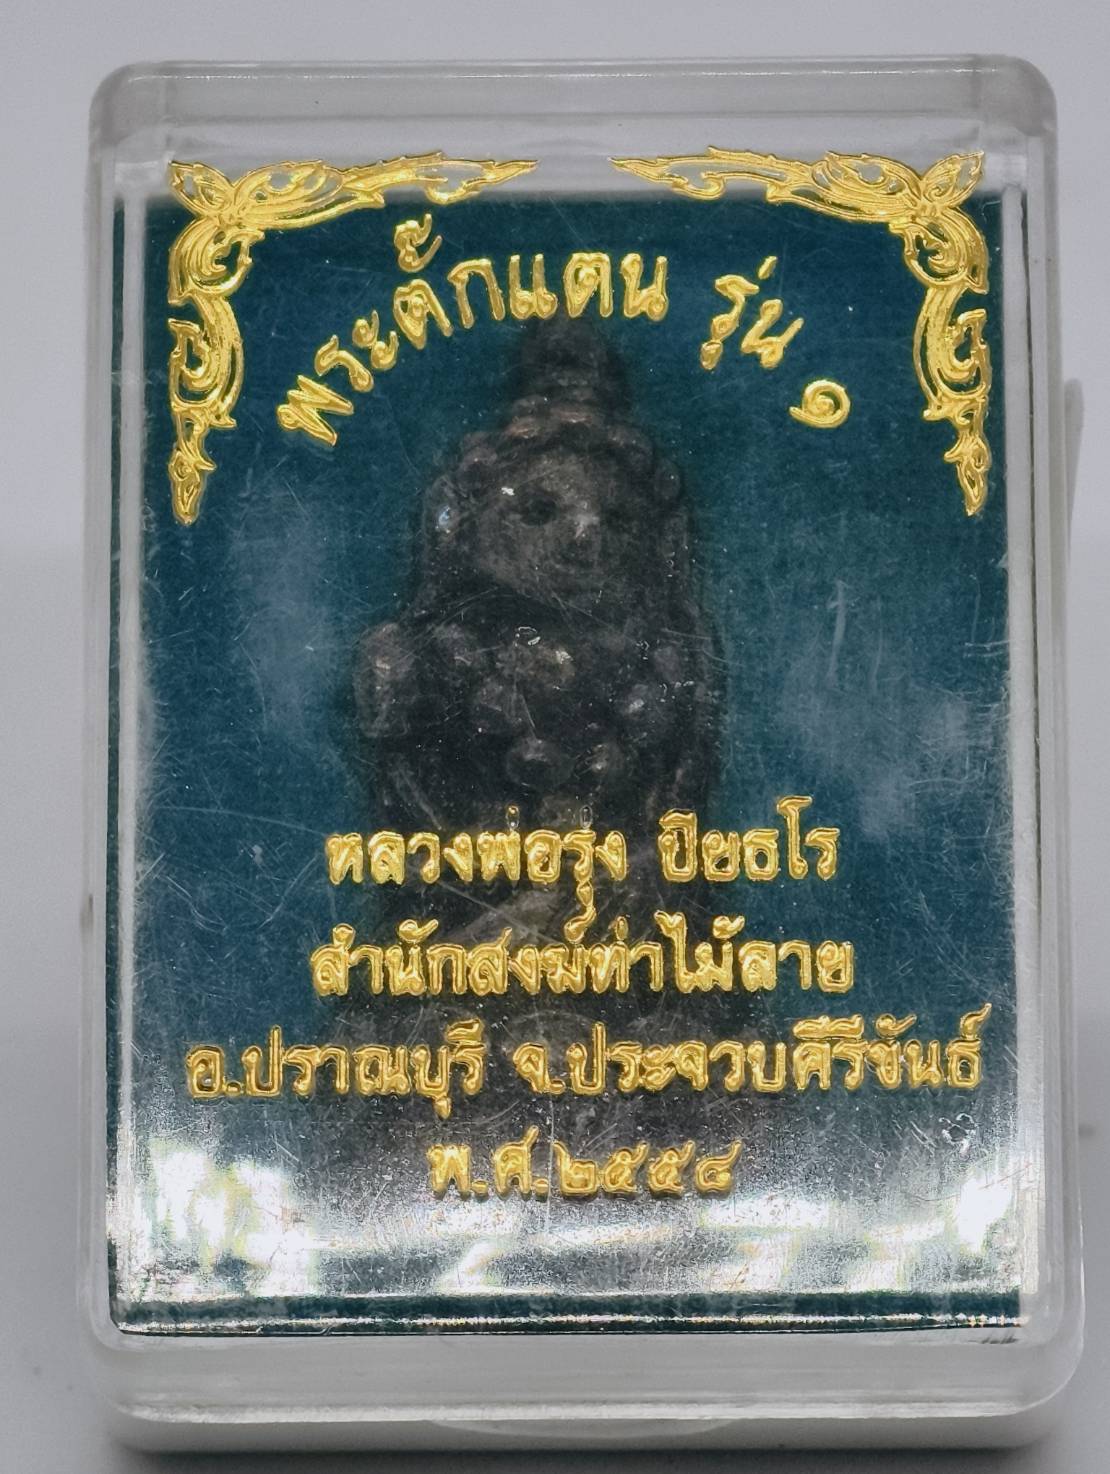 พระตั๊กแตน รุ่น ๑
หลวงพ่อรุ่ง ปิยธโร
สำนักสงฆ์ท่าไม้ลาย
อ.ปราณบุรี จ.ประจวบคีรีขันธ์
พ.ศ.๒๕๕๔